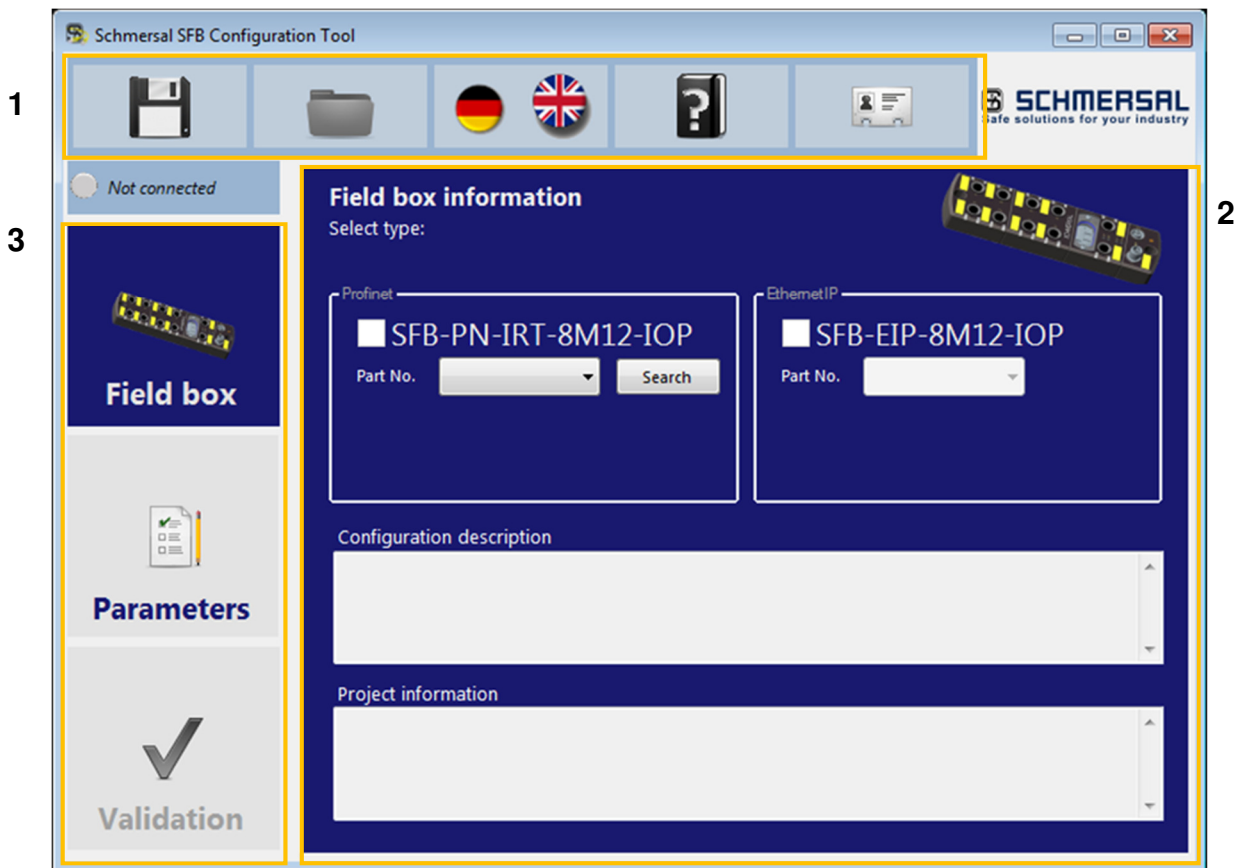 Schmersal SFB Configuration Tool
1
?
SCHMERSAL
Safe solutions for your industry
Not connected
Field box information
Select type:
2
3
Profinet
EthernetIP
SFB-PN-IRT-8M12-IOP
SFB-EIP-8M12-IOP
Part No.
Search
Part No.
Field box
Configuration description
Parameters
Project information
Validation